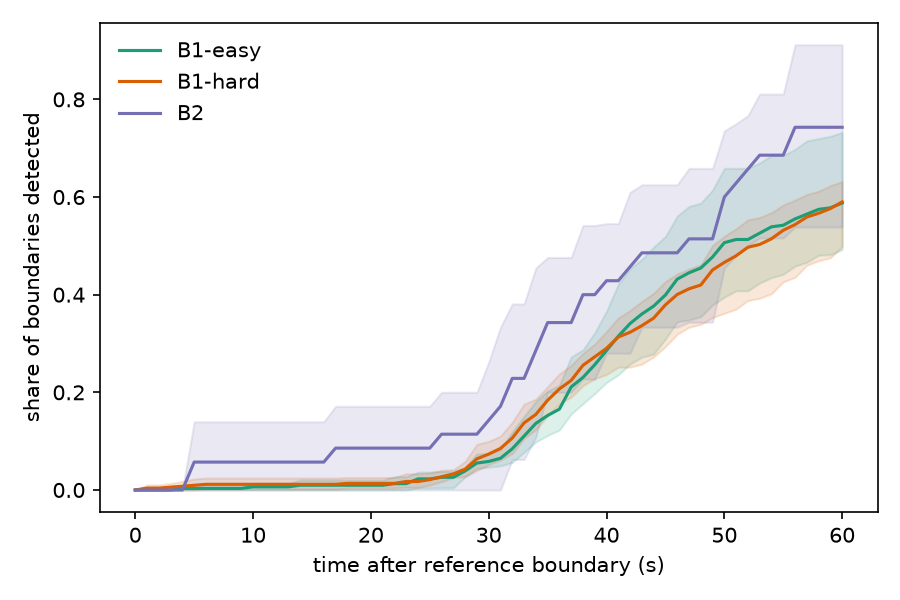 B1-easy
B1-hard
B2
share of boundaries detected
0.8
0.6
0.4
0.2
0.0
0 10 20 30 40 50 60
time after reference boundary (s)